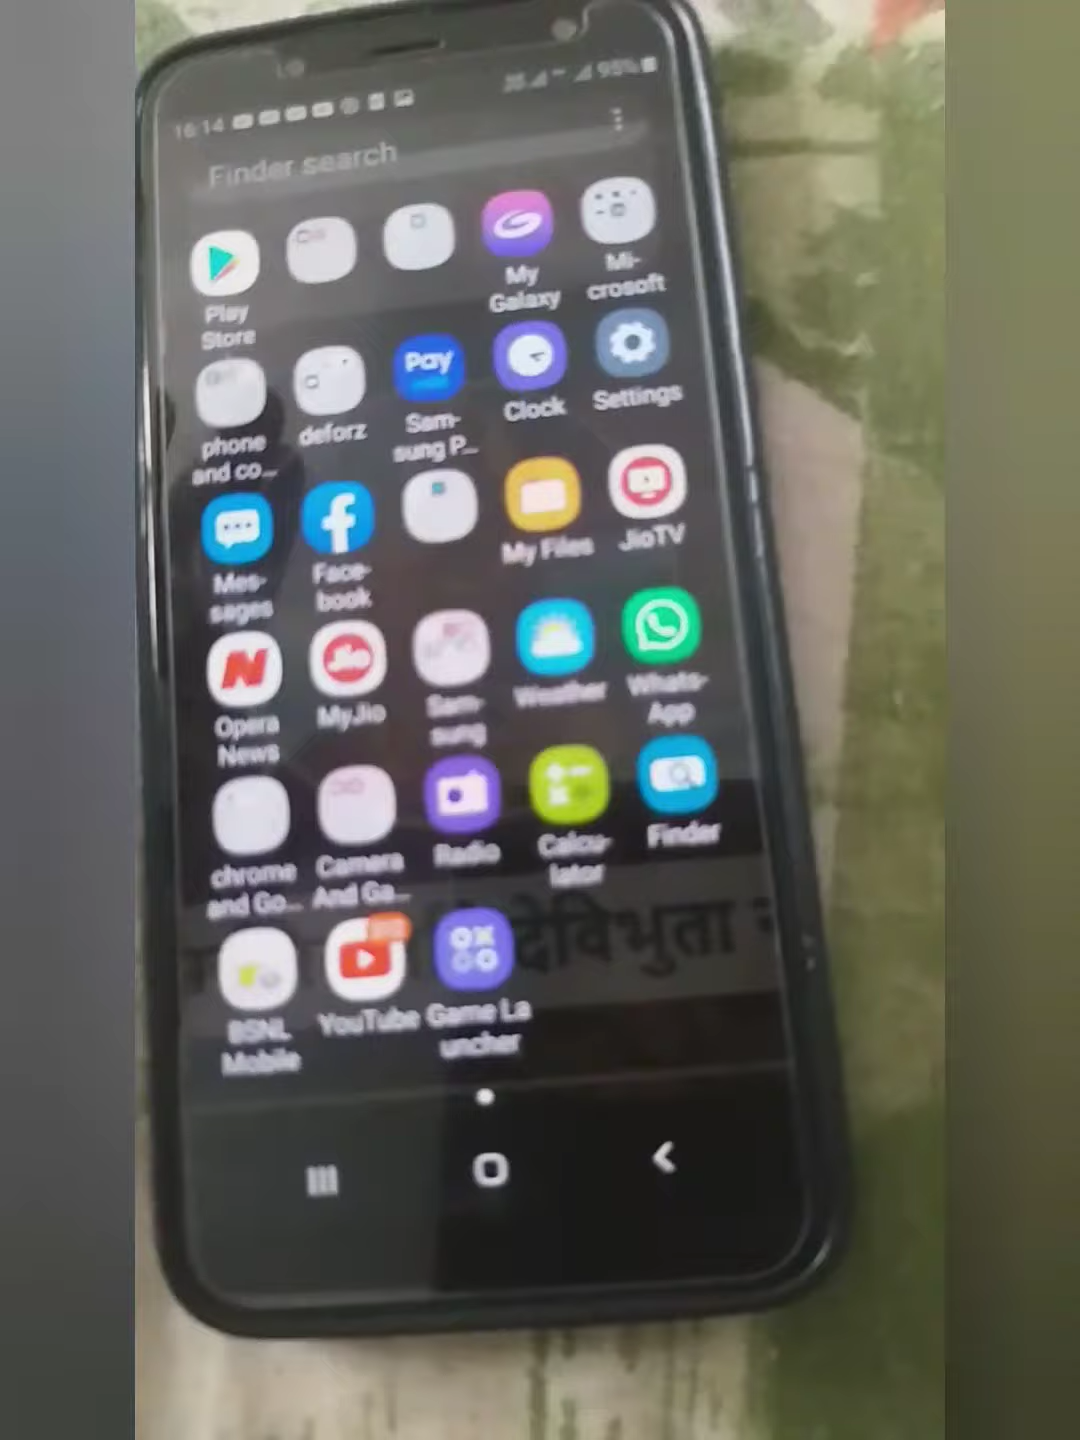 16:14
95%
Finder search
Play Store
My Galaxy
Mi-crosoft
phone and co...
deforz
Pay
Sam-sung P...
Clock
Settings
Mes-sages
Face-book
My Files
JioTV
Opera News
Jio
MyJio
Sam-sung
Weather
Whats-App
chrome and Go...
Camera And Ga...
Radio
Calcu-lator
Finder
BSNL Mobile
YouTube
Game La uncher
देविभुता